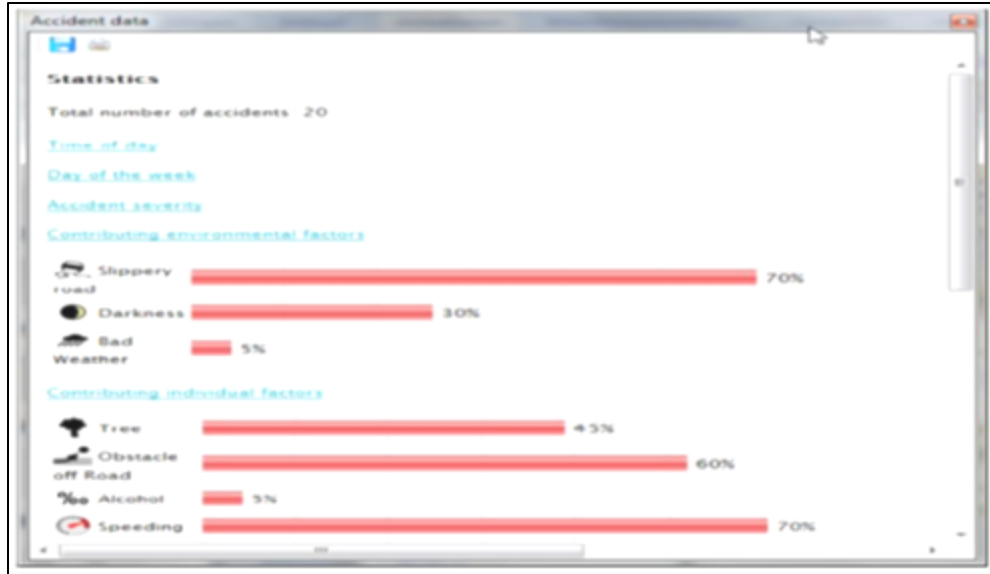 Accident data
Statistics
Total number of accidents 20
Time of day
Day of the week
Accident severity
Contributing environmental factors
Slippery
road
70%
Darkness 30%
Bad
Weather
5%
Contributing individual factors
Tree 45%
Obstacle
off Road
60%
‰ Alcohol 5%
Speeding 70%